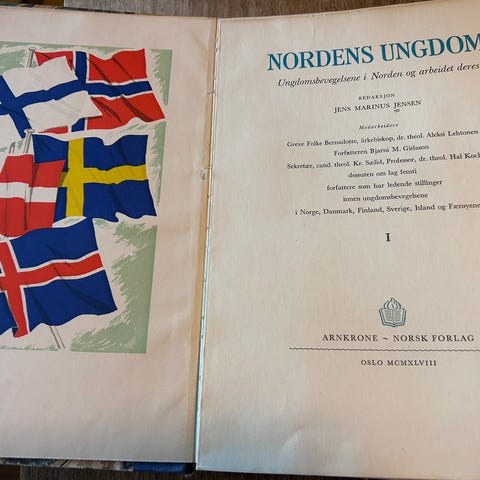 NORDENS UNGDOM
Ungdomsbevegelsene i Norden og arbeidet deres
REDAKSJON
JENS MARINUS JENSEN
Medarbeidere
Greve Folke Bernadotte, ärkebiskop, dr. theol. Aleksi Lehtonen
Forfatteren Bjarni M. Gíslason
Sekretær, cand. theol. Kr. Sælid, Professor, dr. theol. Hal Koch
dessuten om lag femti
forfattere som har ledende stillinger
innen ungdomsbevegelsene
i Norge, Danmark, Finland, Sverige, Island og Færøyene
I
ARNKRONE ~ NORSK FORLAG
OSLO MCMXLVIII